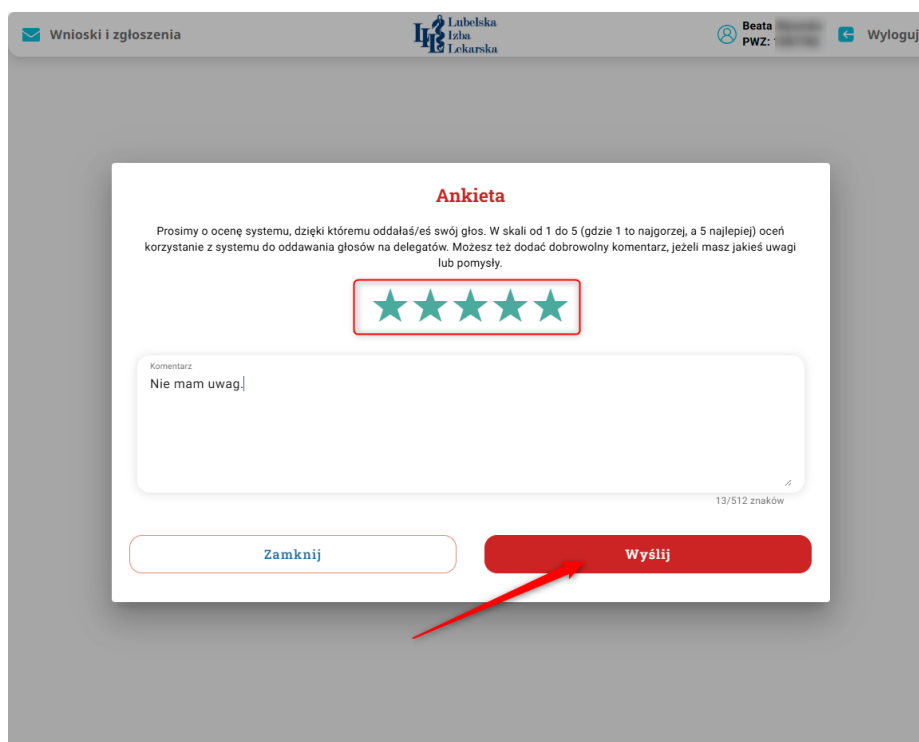 Wnioski i zgłoszenia
Lubelska
Izba
Lekarska
Beata
PWZ:
Wyloguj
Ankieta
Prosimy o ocenę systemu, dzięki któremu oddałaś/eś swój głos. W skali od 1 do 5 (gdzie 1 to najgorzej, a 5 najlepiej) oceń
korzystanie z systemu do oddawania głosów na delegatów. Możesz też dodać dobrowolny komentarz, jeżeli masz jakieś uwagi
lub pomysły.
Komentarz
Nie mam uwag.
13/512 znaków
Zamknij
Wyślij